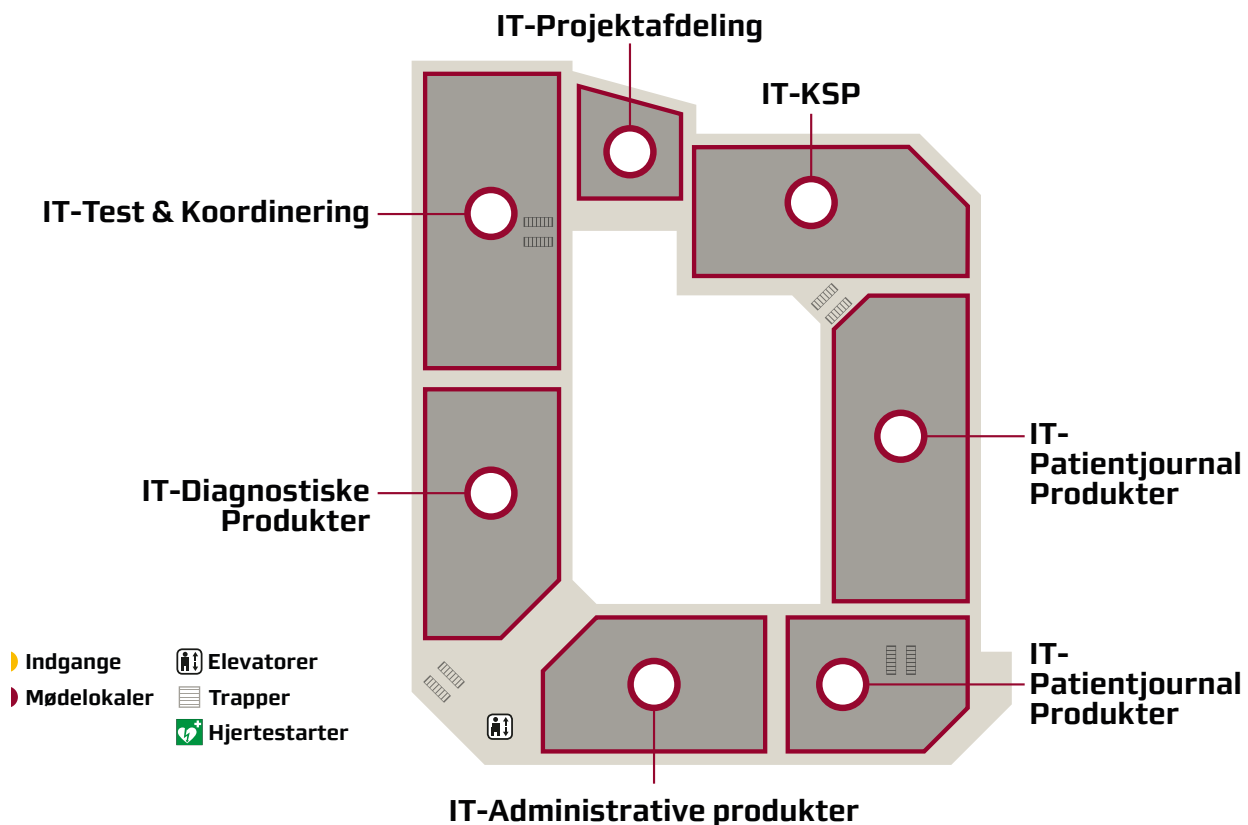 IT-Projektafdeling
IT-KSP
IT-Test & Koordinering
IT-
Patientjournal
Produkter
IT-Diagnostiske
Produkter
Indgange
Elevatorer
Mødelokaler
Trapper
Hjertestarter
IT-
Patientjournal
Produkter
IT-Administrative produkter